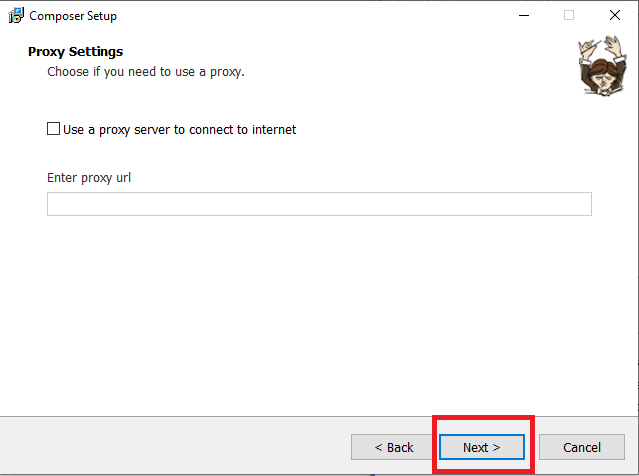 Composer Setup
Proxy Settings
Choose if you need to use a proxy.
Use a proxy server to connect to internet
Enter proxy url
< Back
Next >
Cancel